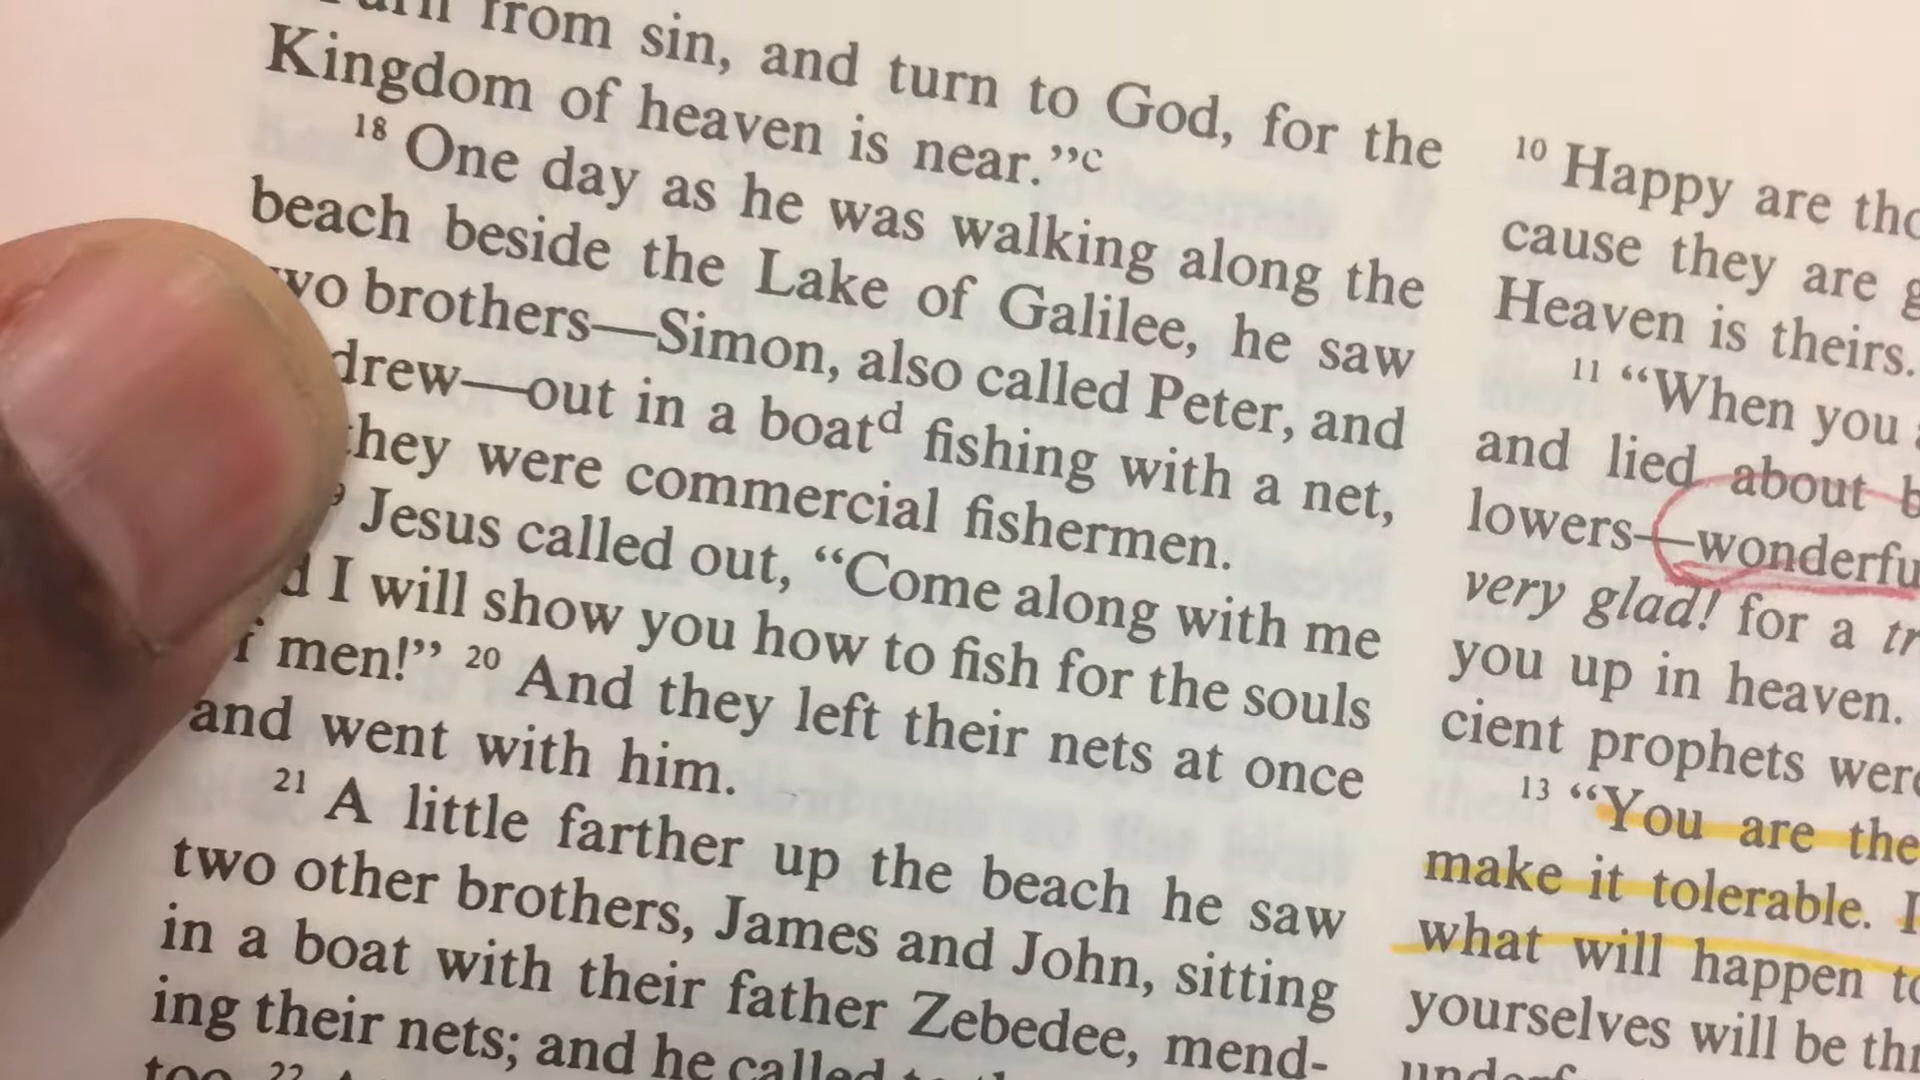 from sin, and turn to God, for the
Kingdom of heaven is near.”c
18 One day as he was walking along the
beach beside the Lake of Galilee, he saw
brothers—Simon, also called Peter, and
drew—out in a boatd fishing with a net,
they were commercial fishermen.
Jesus called out, “Come along with me
I will show you how to fish for the souls
men!” 20 And they left their nets at once
and went with him.
21 A little farther up the beach he saw
two other brothers, James and John, sitting
in a boat with their father Zebedee, mend-
ing their nets; and he called
too. 22
10 Happy are
cause they are
Heaven is theirs.
11 “When you
and lied about
lowers—wonderfu
very glad! for a
you up in heaven.
cient prophets were
13 “You are the
make it tolerable.
what will happen to
yourselves will be